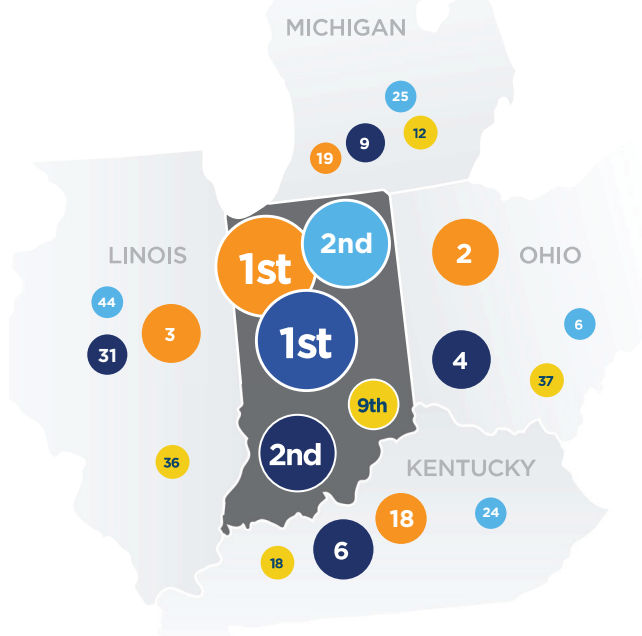 MICHIGAN
25
12
9
19
1st
2nd
1st
9th
2nd
LINOIS
44
3
31
36
2
OHIO
6
4
37
KENTUCKY
18
24
6
18